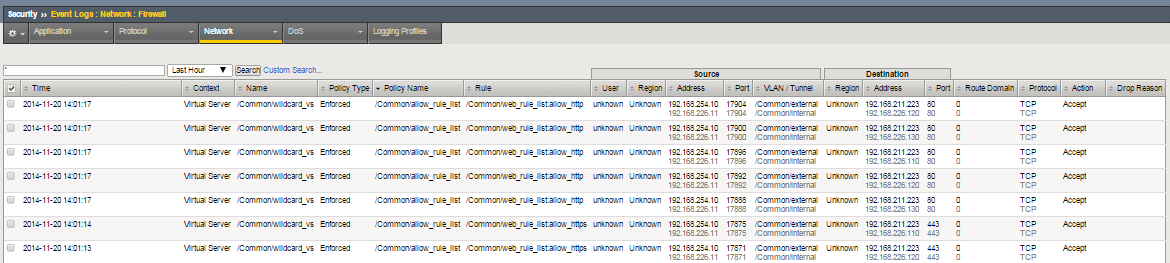 Security ›› Event Logs : Network : Firewall
Application Protocol Network DoS Logging Profiles
* Last Hour Search Custom Search...
Source Destination
Time Context Name Policy Type Policy Name Rule User Region Address Port VLAN / Tunnel Region Address Port Route Domain Protocol Action Drop Reason
2014-11-20 14:01:17 Virtual Server /Common/wildcard_vs Enforced /Common/allow_rule_list /Common/web_rule_list:allow_http unknown Unknown 192.168.254.10 17904 /Common/external Unknown 192.168.211.223 80 0 TCP Accept
192.168.226.11 17904 /Common/internal 192.168.226.120 80 TCP
2014-11-20 14:01:17 Virtual Server /Common/wildcard_vs Enforced /Common/allow_rule_list /Common/web_rule_list:allow_http unknown Unknown 192.168.254.10 17900 /Common/external Unknown 192.168.211.223 80 0 TCP Accept
192.168.226.11 17900 /Common/internal 192.168.226.130 80 TCP
2014-11-20 14:01:17 Virtual Server /Common/wildcard_vs Enforced /Common/allow_rule_list /Common/web_rule_list:allow_http unknown Unknown 192.168.254.10 17896 /Common/external Unknown 192.168.211.223 80 0 TCP Accept
192.168.226.11 17896 /Common/internal 192.168.226.110 80 TCP
2014-11-20 14:01:17 Virtual Server /Common/wildcard_vs Enforced /Common/allow_rule_list /Common/web_rule_list:allow_http unknown Unknown 192.168.254.10 17892 /Common/external Unknown 192.168.211.223 80 0 TCP Accept
192.168.226.11 17892 /Common/internal 192.168.226.120 80 TCP
2014-11-20 14:01:17 Virtual Server /Common/wildcard_vs Enforced /Common/allow_rule_list /Common/web_rule_list:allow_http unknown Unknown 192.168.254.10 17888 /Common/external Unknown 192.168.211.223 80 0 TCP Accept
192.168.226.11 17888 /Common/internal 192.168.226.130 80 TCP
2014-11-20 14:01:14 Virtual Server /Common/wildcard_vs Enforced /Common/allow_rule_list /Common/web_rule_list:allow_https unknown Unknown 192.168.254.10 17875 /Common/external Unknown 192.168.211.223 443 0 TCP Accept
192.168.226.11 17875 /Common/internal 192.168.226.110 443 TCP
2014-11-20 14:01:13 Virtual Server /Common/wildcard_vs Enforced /Common/allow_rule_list /Common/web_rule_list:allow_https unknown Unknown 192.168.254.10 17871 /Common/external Unknown 192.168.211.223 443 0 TCP Accept
192.168.226.11 17871 /Common/internal 192.168.226.120 443 TCP